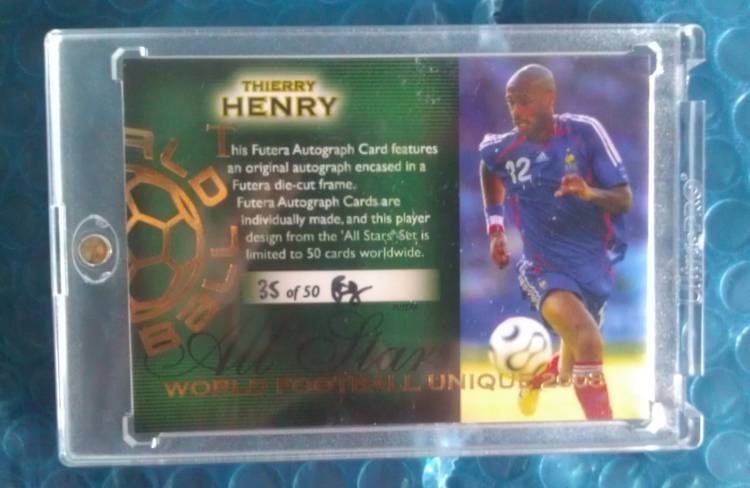 THIERRY
HENRY
This Futera Autograph Card features
an original autograph encased in a
Futera die-cut frame.
Futera Autograph Cards are
individually made, and this player
design from the 'All Stars' Set is
limited to 50 cards worldwide.
35 of 50
All Star
WORLD FOOTBALL UNIQUE 2008
12